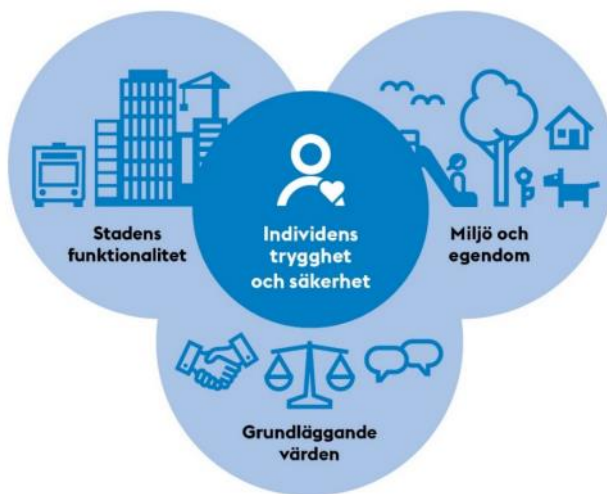 Stadens
funktionalitet
Individens
trygghet
och säkerhet
Miljö och
egendom
Grundläggande
värden